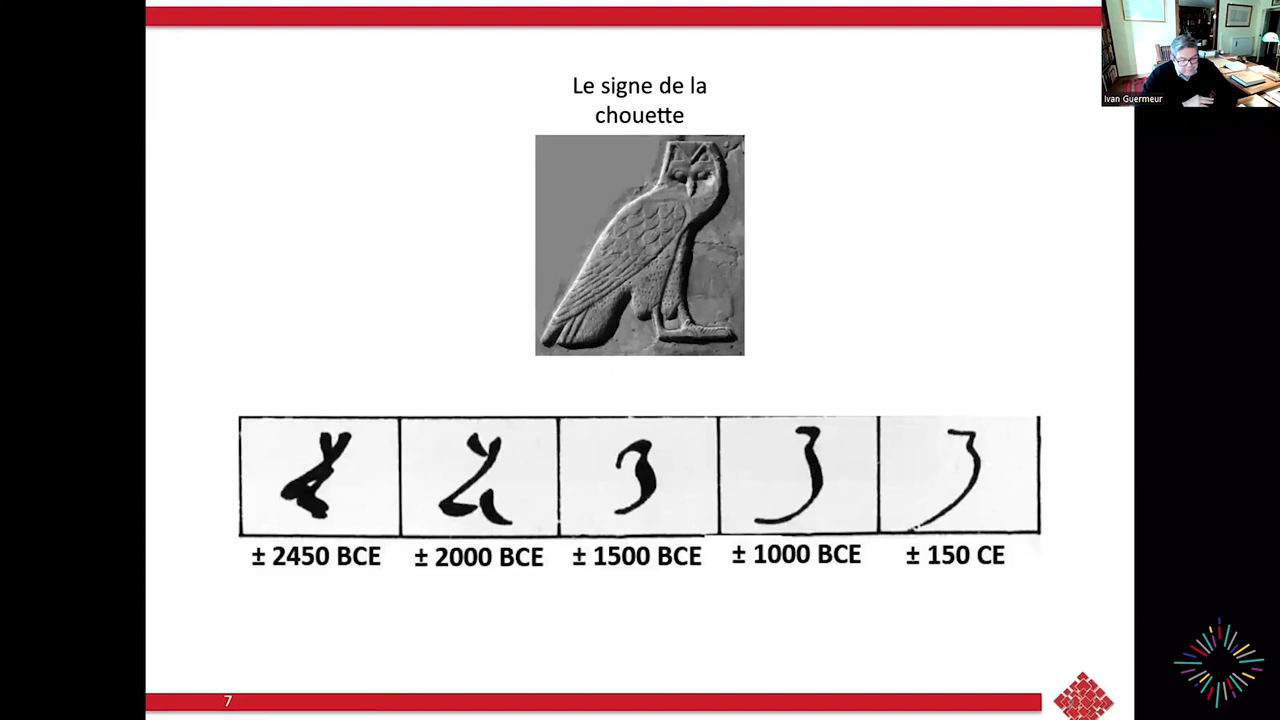 Ivan Guermeur
Le signe de la
chouette
± 2450 BCE
± 2000 BCE
± 1500 BCE
± 1000 BCE
± 150 CE
7